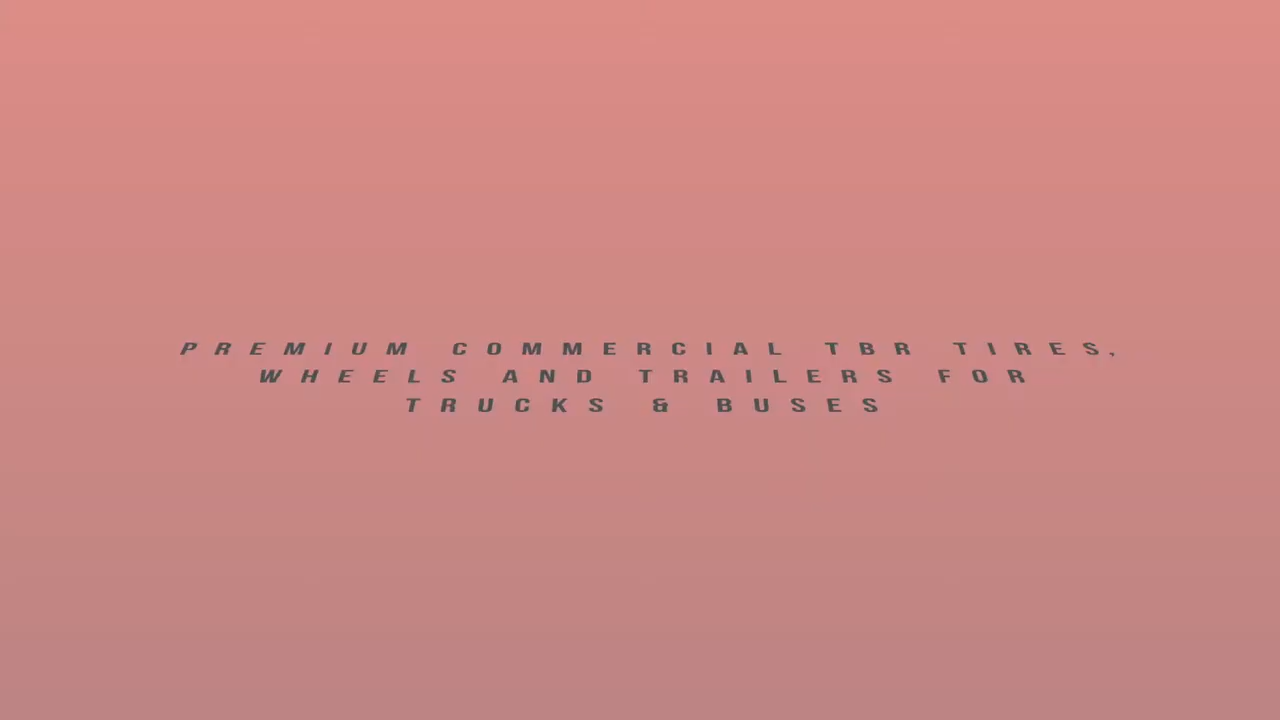 PREMIUM COMMERCIAL TBR TIRES,
WHEELS AND TRAILERS FOR
TRUCKS & BUSES